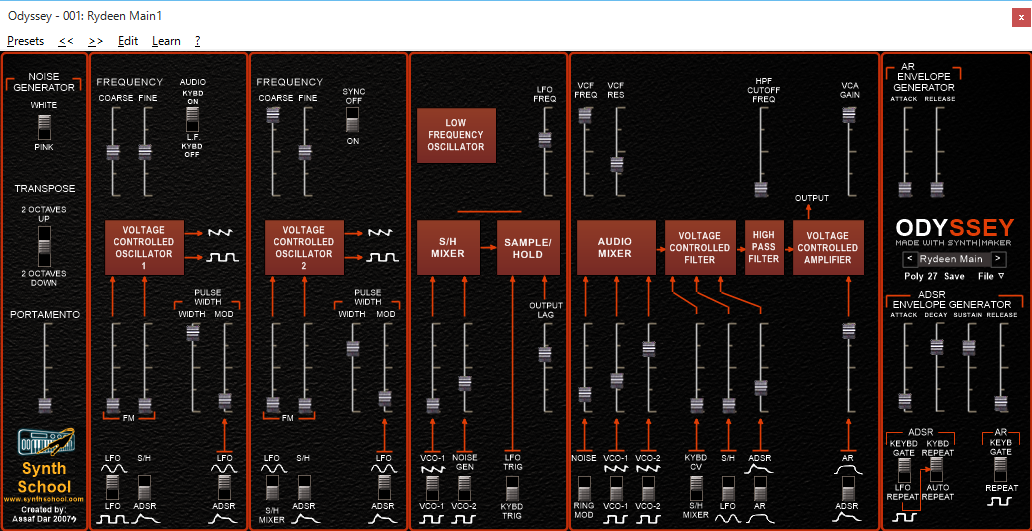 Odyssey - 001: Rydeen Main1
x
Presets << >> Edit Learn ?
NOISE
GENERATOR
WHITE
PINK
TRANSPOSE
2 OCTAVES
UP
2 OCTAVES
DOWN
PORTAMENTO
Synth
School
www.synthschool.com
Created by:
Assaf Dar 2007
FREQUENCY
COARSE FINE
AUDIO
KYBD
ON
L.F
KYBD
OFF
VOLTAGE
CONTROLLED
OSCILLATOR
1
PULSE
WIDTH
WIDTH MOD
FM
LFO S/H LFO
LFO ADSR ADSR
FREQUENCY
COARSE FINE
SYNC
OFF
ON
VOLTAGE
CONTROLLED
OSCILLATOR
2
PULSE
WIDTH
WIDTH MOD
FM
LFO S/H LFO
S/H
MIXER
ADSR ADSR
LFO
FREQ
LOW
FREQUENCY
OSCILLATOR
S/H
MIXER
SAMPLE/
HOLD
OUTPUT
LAG
VCO-1 NOISE
GEN
LFO
TRIG
VCO-1 VCO-2 KYBD
TRIG
VCF
FREQ
VCF
RES
HPF
CUTOFF
FREQ
VCA
GAIN
OUTPUT
AUDIO
MIXER
VOLTAGE
CONTROLLED
FILTER
HIGH
PASS
FILTER
VOLTAGE
CONTROLLED
AMPLIFIER
NOISE VCO-1 VCO-2 KYBD
CV
S/H ADSR AR
RING
MOD
VCO-1 VCO-2 S/H
MIXER
LFO AR ADSR
AR
ENVELOPE
GENERATOR
ATTACK RELEASE
ODYSSEY
MADE WITH SYNTH|MAKER
< Rydeen Main >
Poly 27 Save File
ADSR
ENVELOPE GENERATOR
ATTACK DECAY SUSTAIN RELEASE
ADSR
KEYBD
GATE
KYBD
REPEAT
LFO
REPEAT
AUTO
REPEAT
AR
KEYB
GATE
REPEAT